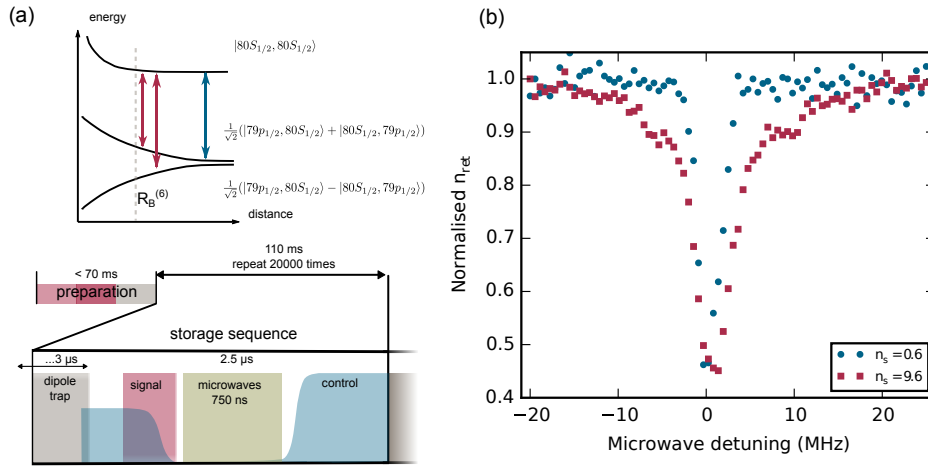 (a)
energy
|80S₁/₂, 80S₁/₂⟩
1/√2(|79p₁/₂, 80S₁/₂⟩ + |80S₁/₂, 79p₁/₂⟩)
1/√2(|79p₁/₂, 80S₁/₂⟩ − |80S₁/₂, 79p₁/₂⟩)
R_B⁽⁶⁾
distance
110 ms
repeat 20000 times
< 70 ms
preparation
storage sequence
...3 µs
2.5 µs
dipole
trap
signal
microwaves
750 ns
control
(b)
Normalised n_ret
1.0
0.9
0.8
0.7
0.6
0.5
0.4
−20
−10
0
10
20
Microwave detuning (MHz)
n_s = 0.6
n_s = 9.6